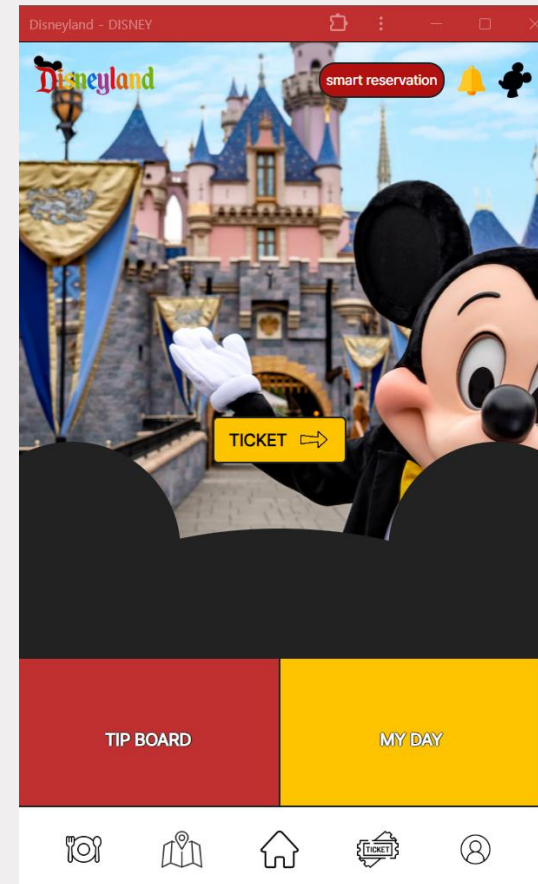 Disneyland - DISNEY
Disneyland
smart reservation
TICKET
TIP BOARD
MY DAY
TICKET